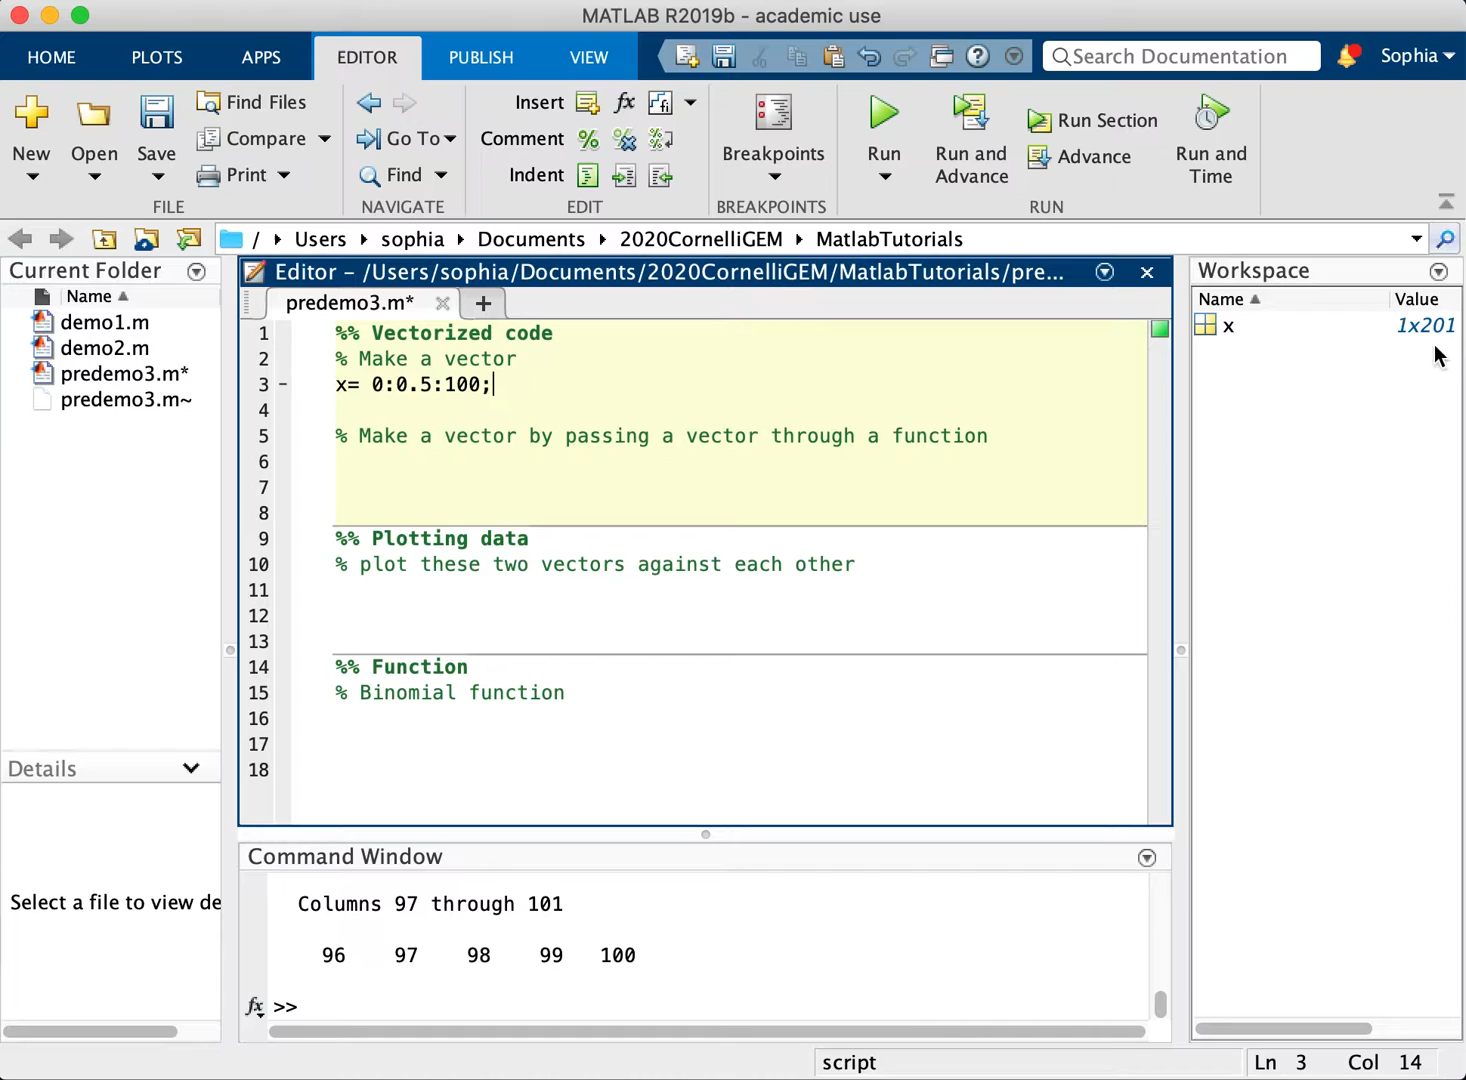 MATLAB R2019b - academic use
HOME PLOTS APPS EDITOR PUBLISH VIEW Search Documentation Sophia
New Open Save Find Files Compare Print
FILE
Go To Find
NAVIGATE
Insert fx fi
Comment % % %
Indent
EDIT
Breakpoints
BREAKPOINTS
Run Run and Advance Run Section Advance Run and Time
RUN
/ Users sophia Documents 2020CornelliGEM MatlabTutorials
Current Folder
Name
demo1.m
demo2.m
predemo3.m*
predemo3.m~
Details
Select a file to view de
Editor – /Users/sophia/Documents/2020CornelliGEM/MatlabTutorials/pre...
predemo3.m* +
1 %% Vectorized code
2 % Make a vector
3 – x= 0:0.5:100;
4
5 % Make a vector by passing a vector through a function
6
7
8
9 %% Plotting data
10 % plot these two vectors against each other
11
12
13
14 %% Function
15 % Binomial function
16
17
18
Command Window
Columns 97 through 101
96 97 98 99 100
fx >>
Workspace
Name Value
x 1x201
script Ln 3 Col 14